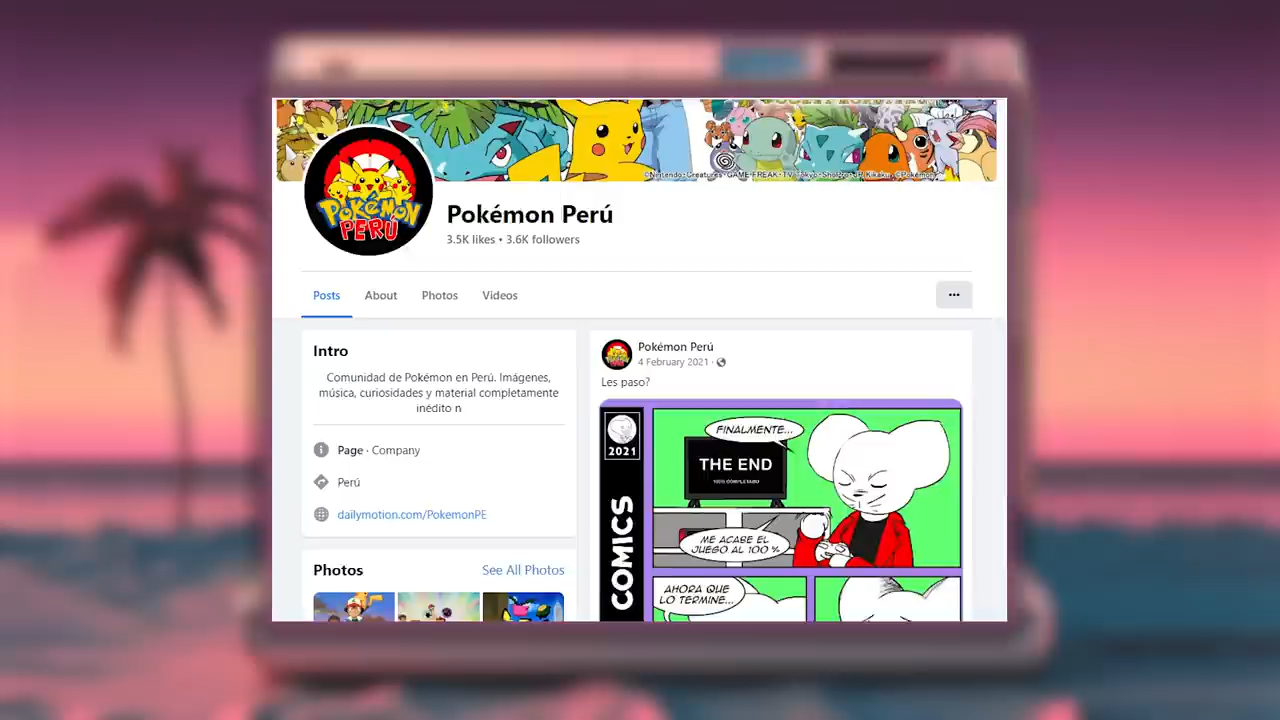 Pokémon
PERÚ
Pokémon Perú
3.5K likes • 3.6K followers
Posts
About
Photos
Videos
Intro
Comunidad de Pokémon en Perú. Imágenes,
música, curiosidades y material completamente
inédito n
Page · Company
Perú
dailymotion.com/PokemonPE
Photos
See All Photos
Pokémon Perú
4 February 2021 ·
Les paso?
2021
COMICS
FINALMENTE...
THE END
100% COMPLETADO
ME ACABE EL
JUEGO AL 100 %
AHORA QUE
LO TERMINE...